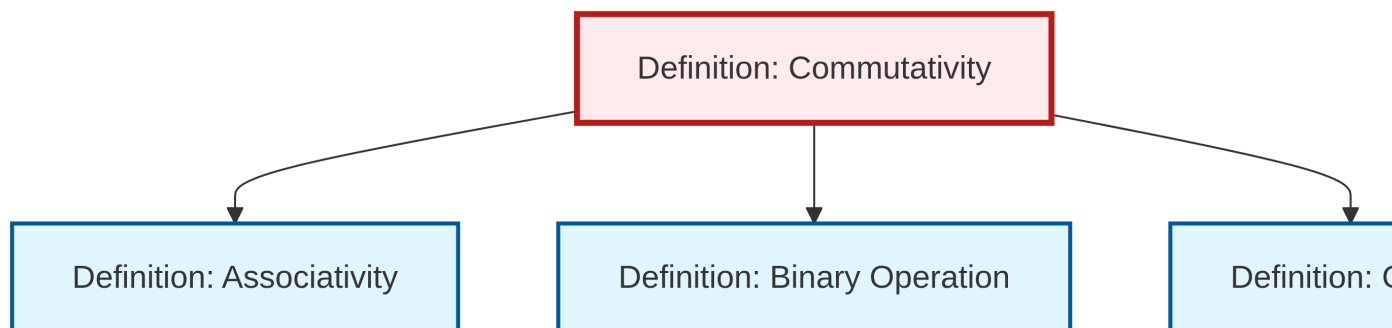 Definition: Commutativity
Definition: Associativity
Definition: Binary Operation
Definition: